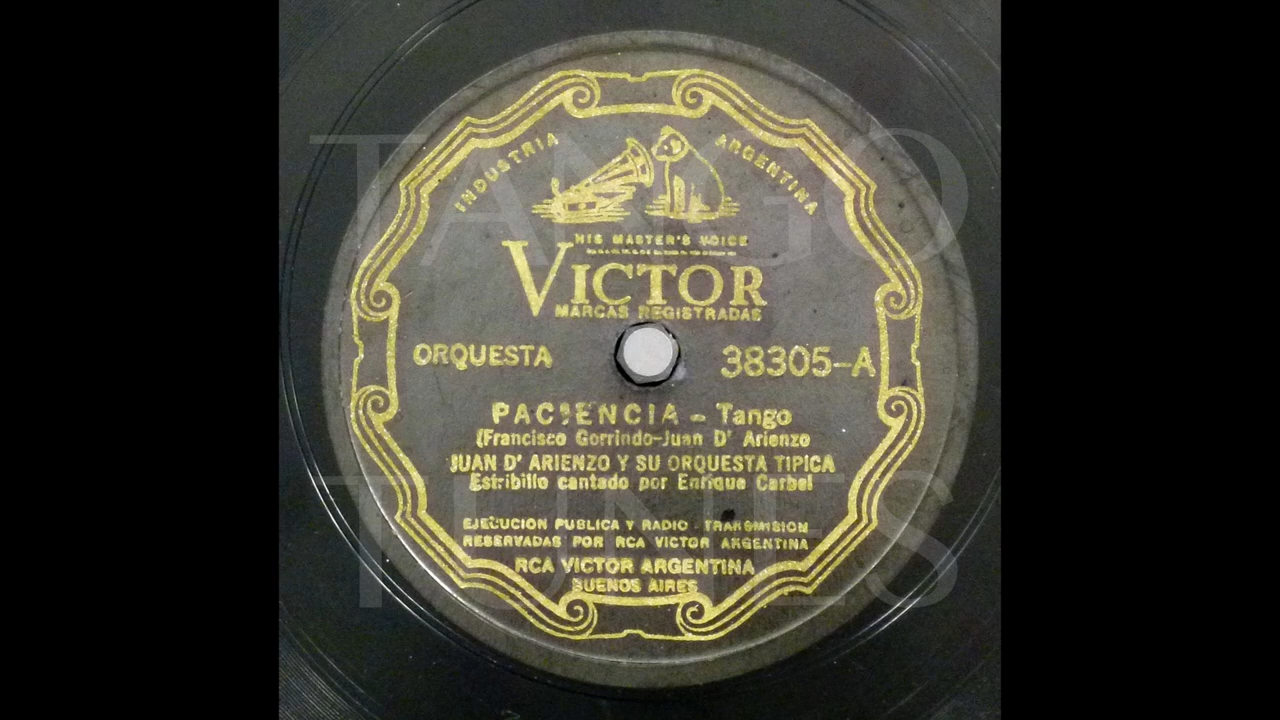 INDUSTRIA ARGENTINA
HIS MASTER'S VOICE
VICTOR
MARCAS REGISTRADAS
ORQUESTA 38305-A
PACIENCIA - Tango
(Francisco Gorrindo-Juan D' Arienzo
JUAN D' ARIENZO Y SU ORQUESTA TIPICA
Estribillo cantado por Enrique Carbel
EJECUCION PUBLICA Y RADIO - TRANSMISION
RESERVADAS POR RCA VICTOR ARGENTINA
RCA VICTOR ARGENTINA
BUENOS AIRES
TANGO
TUNES